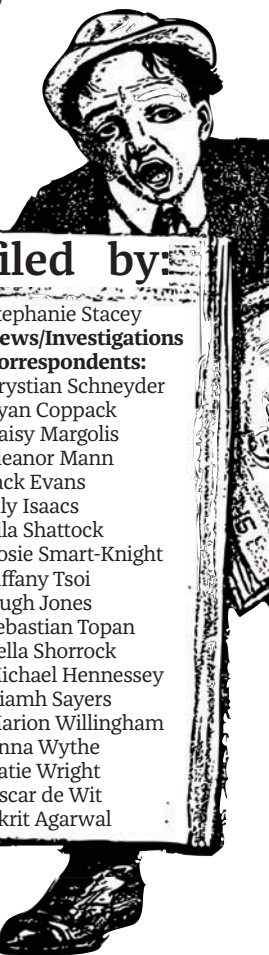 iled by:
tephanie Stacey
ews/Investigations
orrespondents:
rystian Schneyder
yan Coppack
aisy Margolis
leanor Mann
ack Evans
ly Isaacs
lla Shattock
osie Smart-Knight
ffany Tsoi
ugh Jones
ebastian Topan
ella Shorrock
ichael Hennessey
iamh Sayers
arion Willingham
nna Wythe
atie Wright
scar de Wit
krit Agarwal